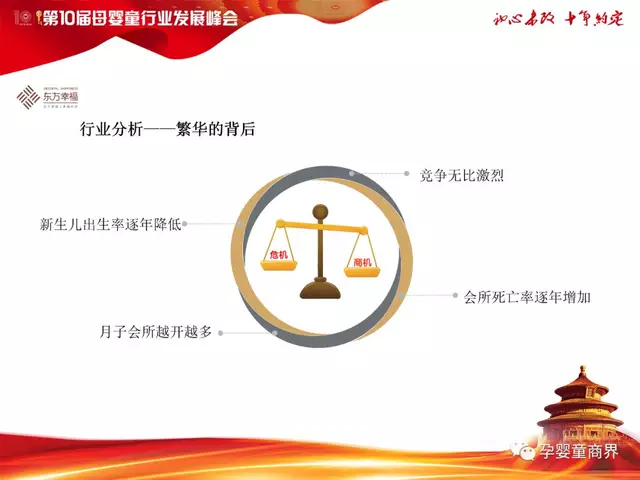 第10届母婴童行业发展峰会
初心未改 十年约定
东方幸福
行业分析——繁华的背后
竞争无比激烈
新生儿出生率逐年降低
危机
商机
会所死亡率逐年增加
月子会所越开越多
孕婴童商界